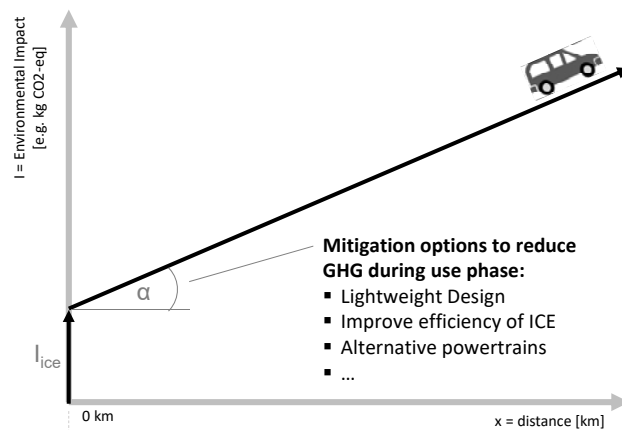 I = Environmental Impact
[e.g. kg CO2-eq]
Mitigation options to reduce
GHG during use phase:
▪ Lightweight Design
▪ Improve efficiency of ICE
▪ Alternative powertrains
▪ ...
α
Iice
0 km
x = distance [km]